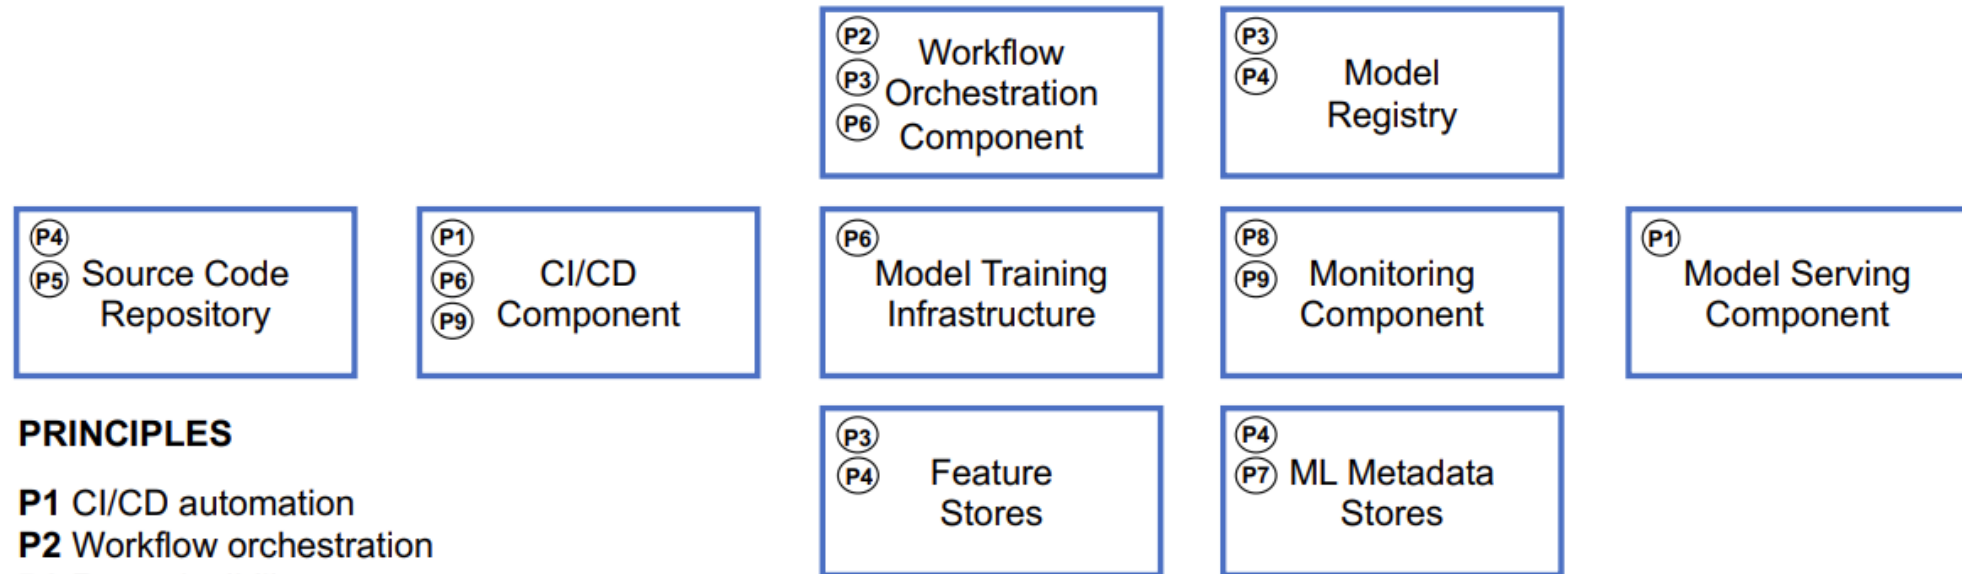 P2
P3
P6
Workflow
Orchestration
Component
P3
P4
Model
Registry
P4
P5
Source Code
Repository
P1
P6
P9
CI/CD
Component
P6
Model Training
Infrastructure
P8
P9
Monitoring
Component
P1
Model Serving
Component
P3
P4
Feature
Stores
P4
P7
ML Metadata
Stores
PRINCIPLES
P1 CI/CD automation
P2 Workflow orchestration